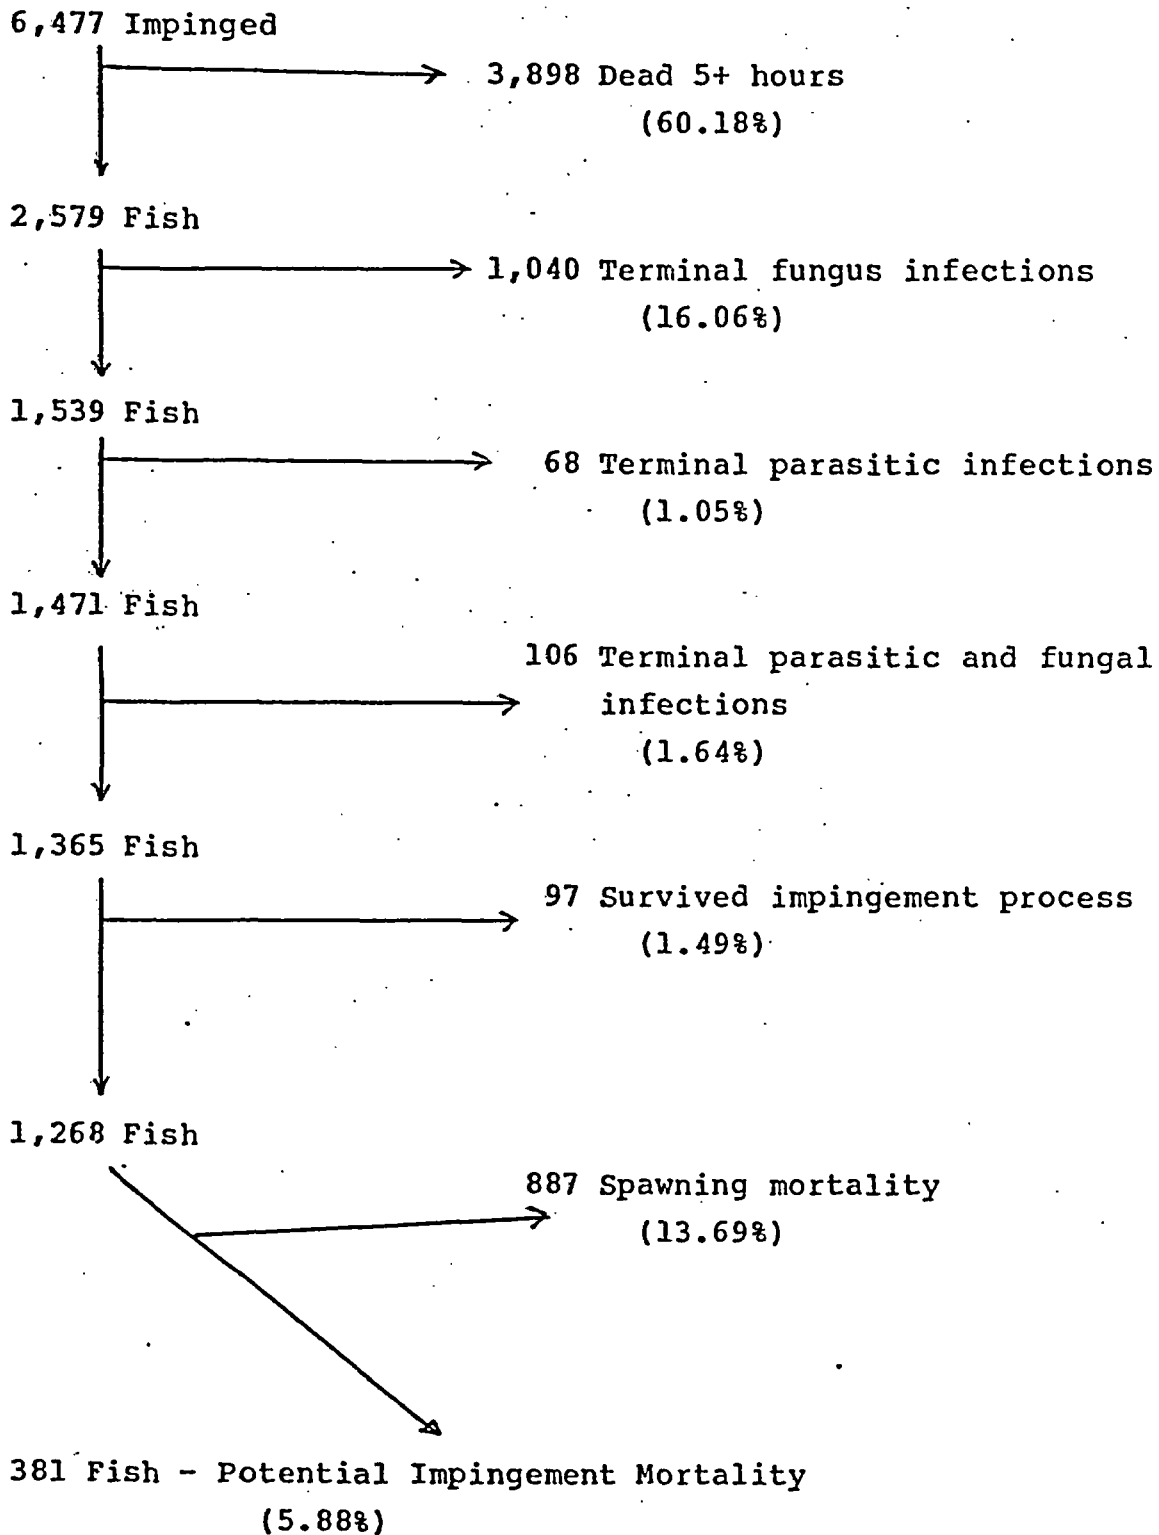 6,477 Impinged
3,898 Dead 5+ hours
(60.18%)
2,579 Fish
1,040 Terminal fungus infections
(16.06%)
1,539 Fish
68 Terminal parasitic infections
(1.05%)
1,471 Fish
106 Terminal parasitic and fungal
infections
(1.64%)
1,365 Fish
97 Survived impingement process
(1.49%)
1,268 Fish
887 Spawning mortality
(13.69%)
381 Fish - Potential Impingement Mortality
(5.88%)